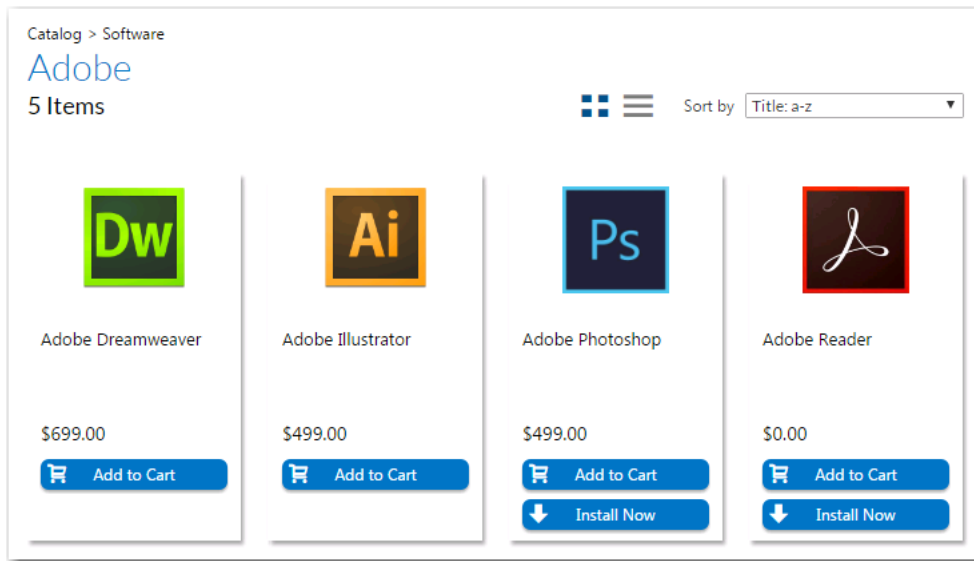 Catalog > Software
Adobe
5 Items
Sort by Title: a-z
Dw
Ai
Ps
Adobe Dreamweaver
Adobe Illustrator
Adobe Photoshop
Adobe Reader
$699.00
$499.00
$499.00
$0.00
Add to Cart
Add to Cart
Add to Cart
Add to Cart
Install Now
Install Now